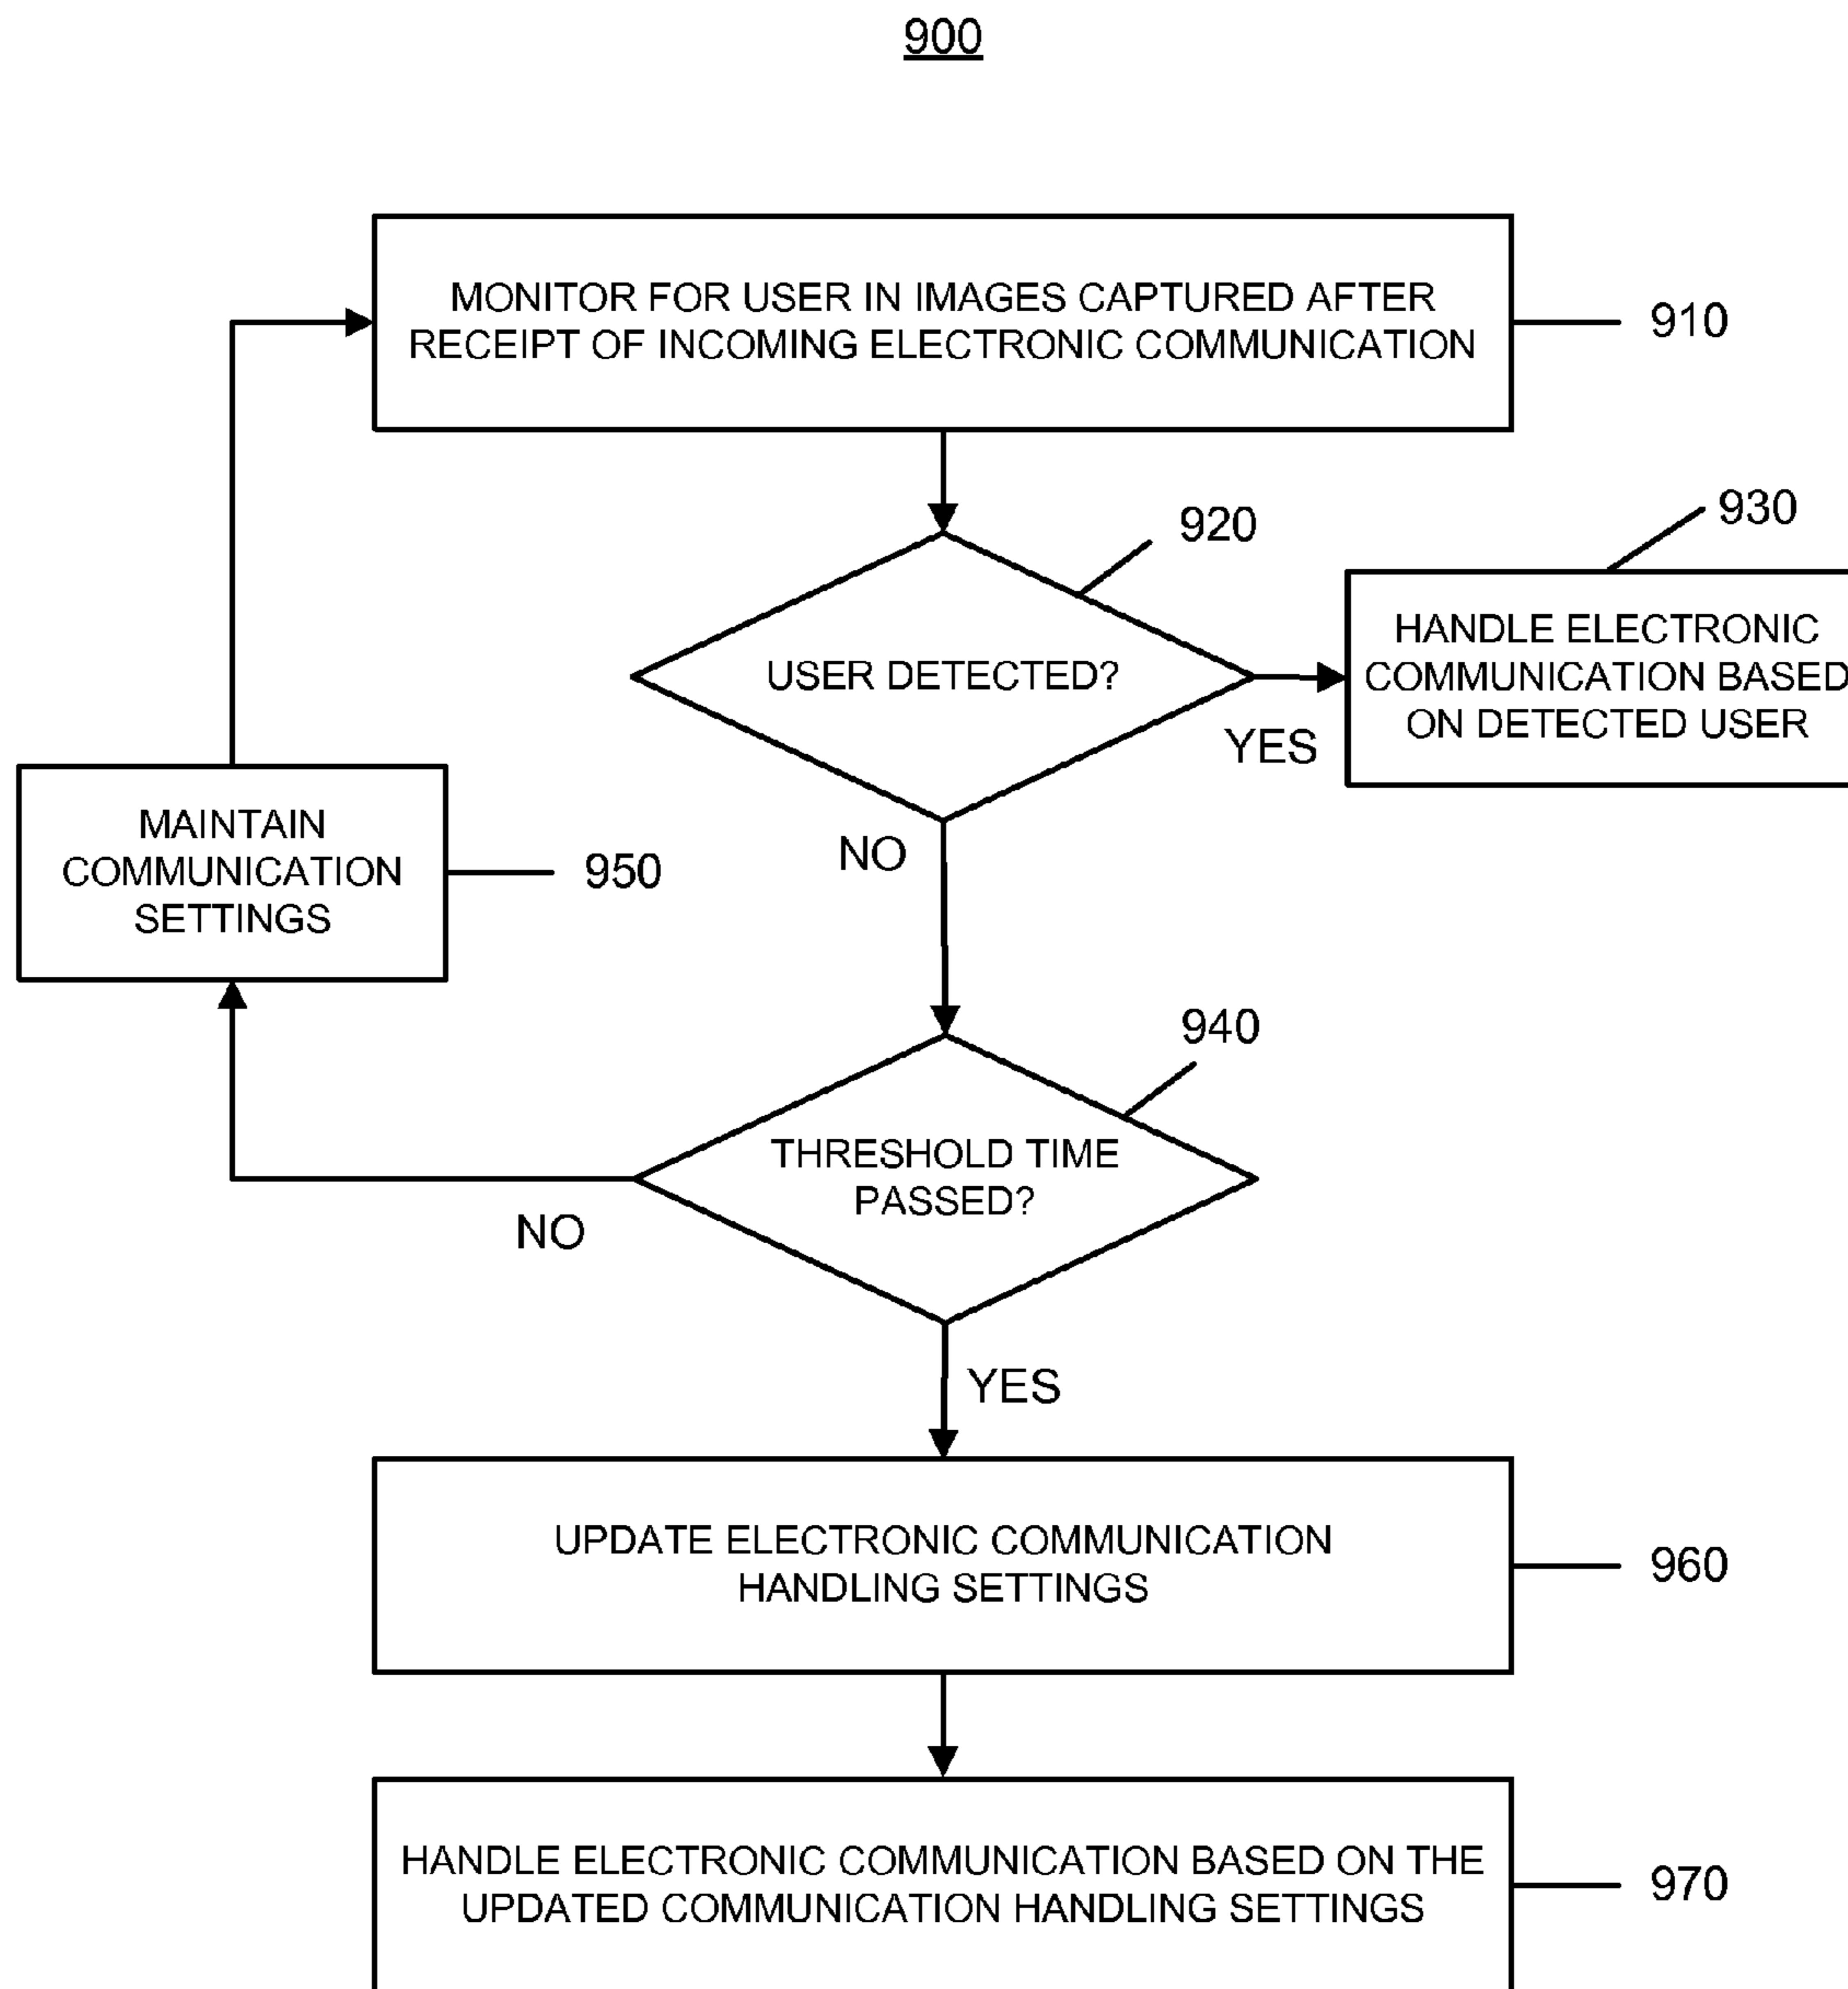 900
MONITOR FOR USER IN IMAGES CAPTURED AFTER
RECEIPT OF INCOMING ELECTRONIC COMMUNICATION
910
920
USER DETECTED?
YES
930
HANDLE ELECTRONIC
COMMUNICATION BASED
ON DETECTED USER
NO
MAINTAIN
COMMUNICATION
SETTINGS
950
940
THRESHOLD TIME
PASSED?
NO
YES
UPDATE ELECTRONIC COMMUNICATION
HANDLING SETTINGS
960
HANDLE ELECTRONIC COMMUNICATION BASED ON THE
UPDATED COMMUNICATION HANDLING SETTINGS
970